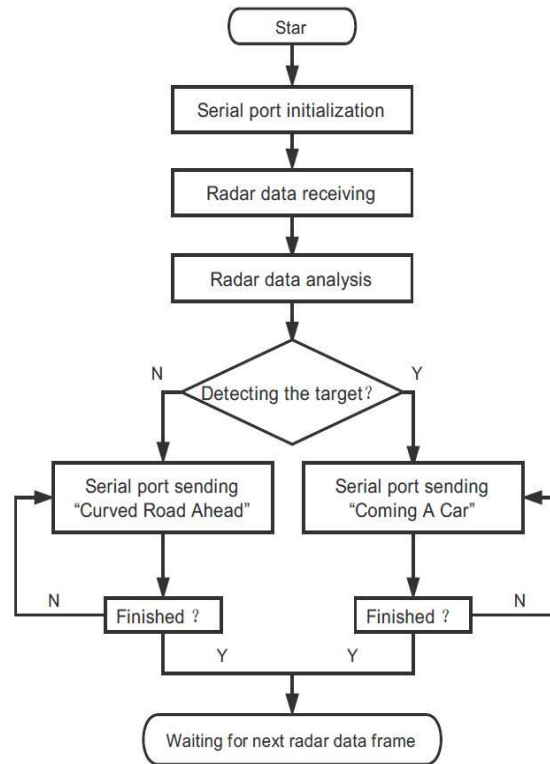 Star
Serial port initialization
Radar data receiving
Radar data analysis
N
Y
Detecting the target？
Serial port sending
“Curved Road Ahead”
Serial port sending
“Coming A Car”
N
Finished ？
Finished ？
N
Y
Y
Waiting for next radar data frame